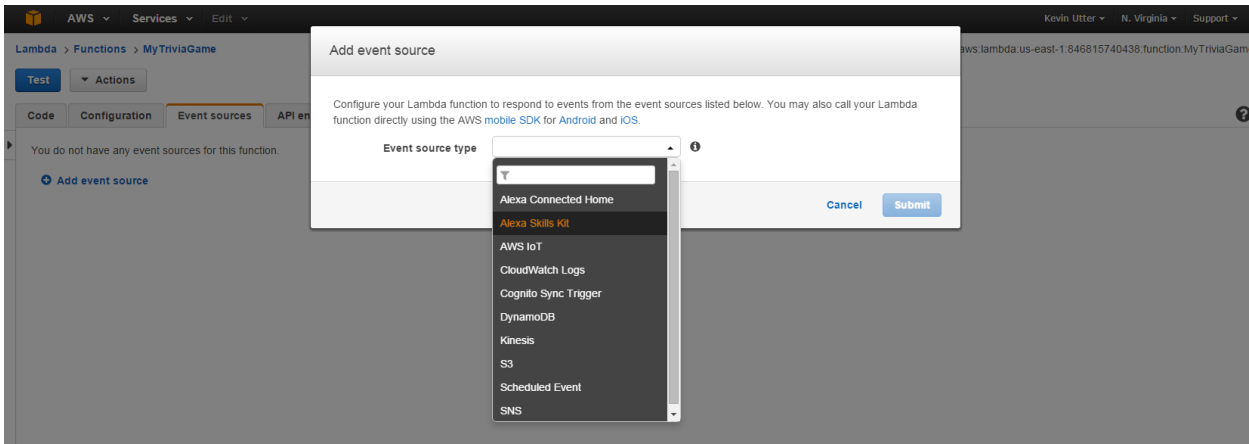 AWS Services Edit Kevin Utter N. Virginia Support
Lambda > Functions > MyTriviaGame
aws:lambda:us-east-1:846815740438:function:MyTriviaGam
Test Actions
Code Configuration Event sources API en
You do not have any event sources for this function.
Add event source
Add event source
Configure your Lambda function to respond to events from the event sources listed below. You may also call your Lambda
function directly using the AWS mobile SDK for Android and iOS.
Event source type
Alexa Connected Home
Alexa Skills Kit
AWS IoT
CloudWatch Logs
Cognito Sync Trigger
DynamoDB
Kinesis
S3
Scheduled Event
SNS
Cancel Submit